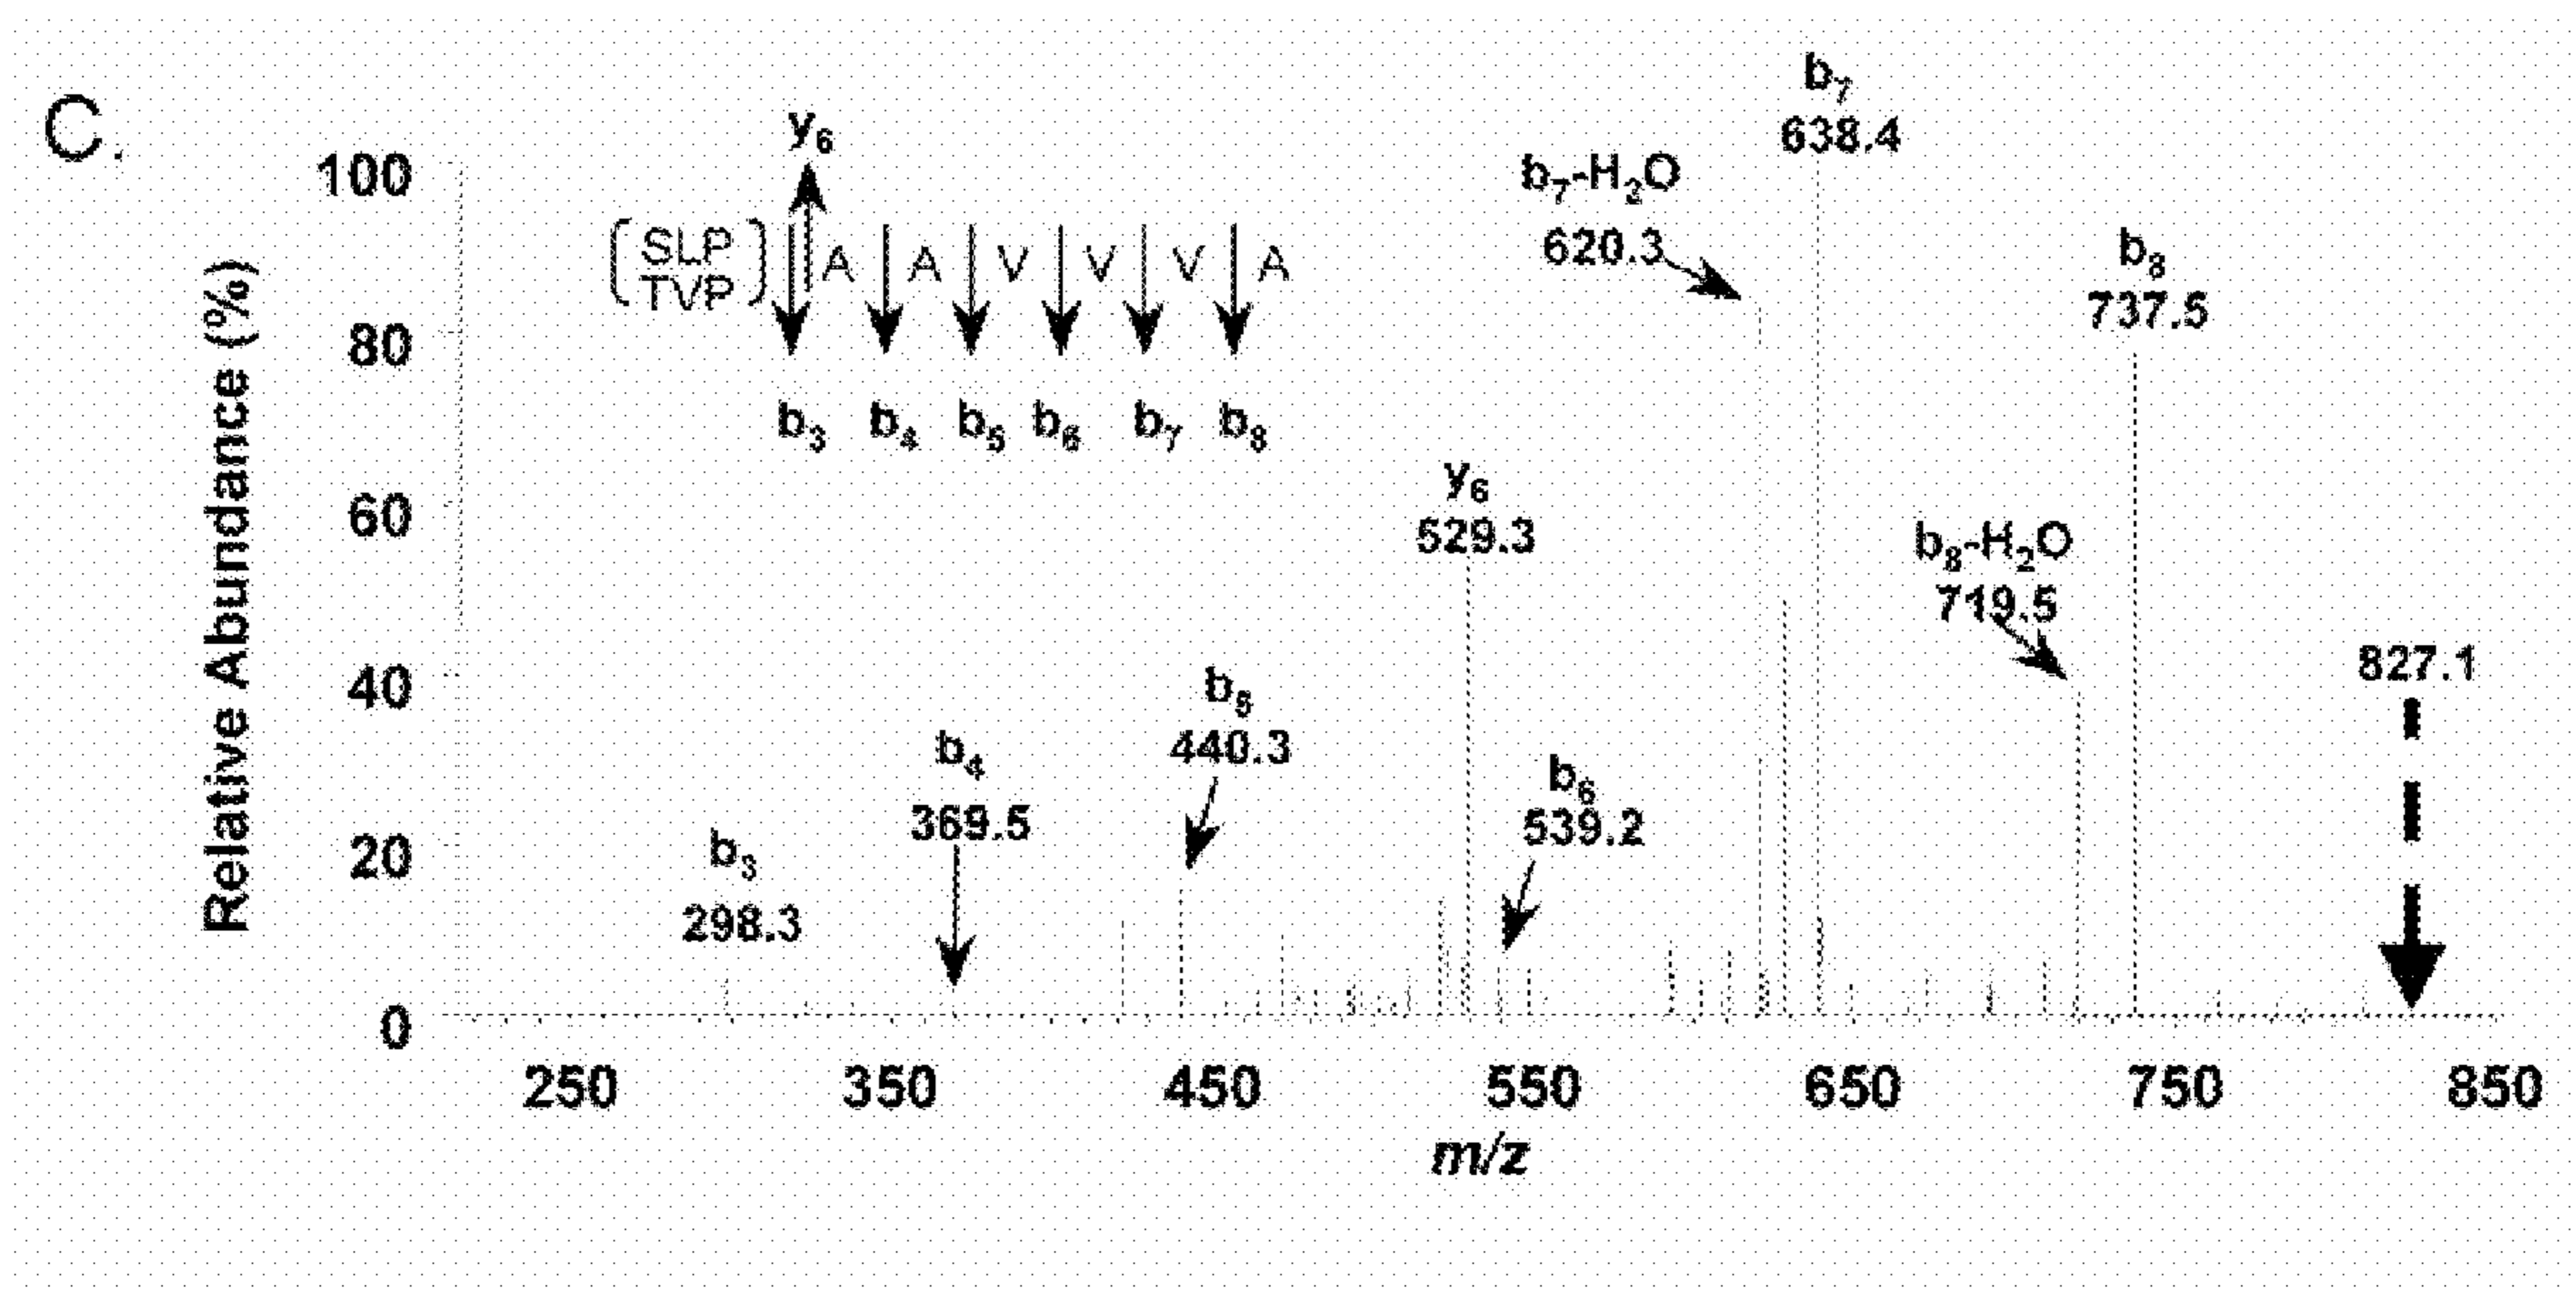 C.
Relative Abundance (%)
100
80
60
40
20
0
y₆
(SLP
TVP)
A A V V V A
b₃ b₄ b₅ b₆ b₇ b₈
b₃
298.3
b₄
369.5
b₅
440.3
y₆
529.3
b₆
539.2
b₇-H₂O
620.3
b₇
638.4
b₈-H₂O
719.5
b₈
737.5
827.1
250 350 450 550 650 750 850
m/z